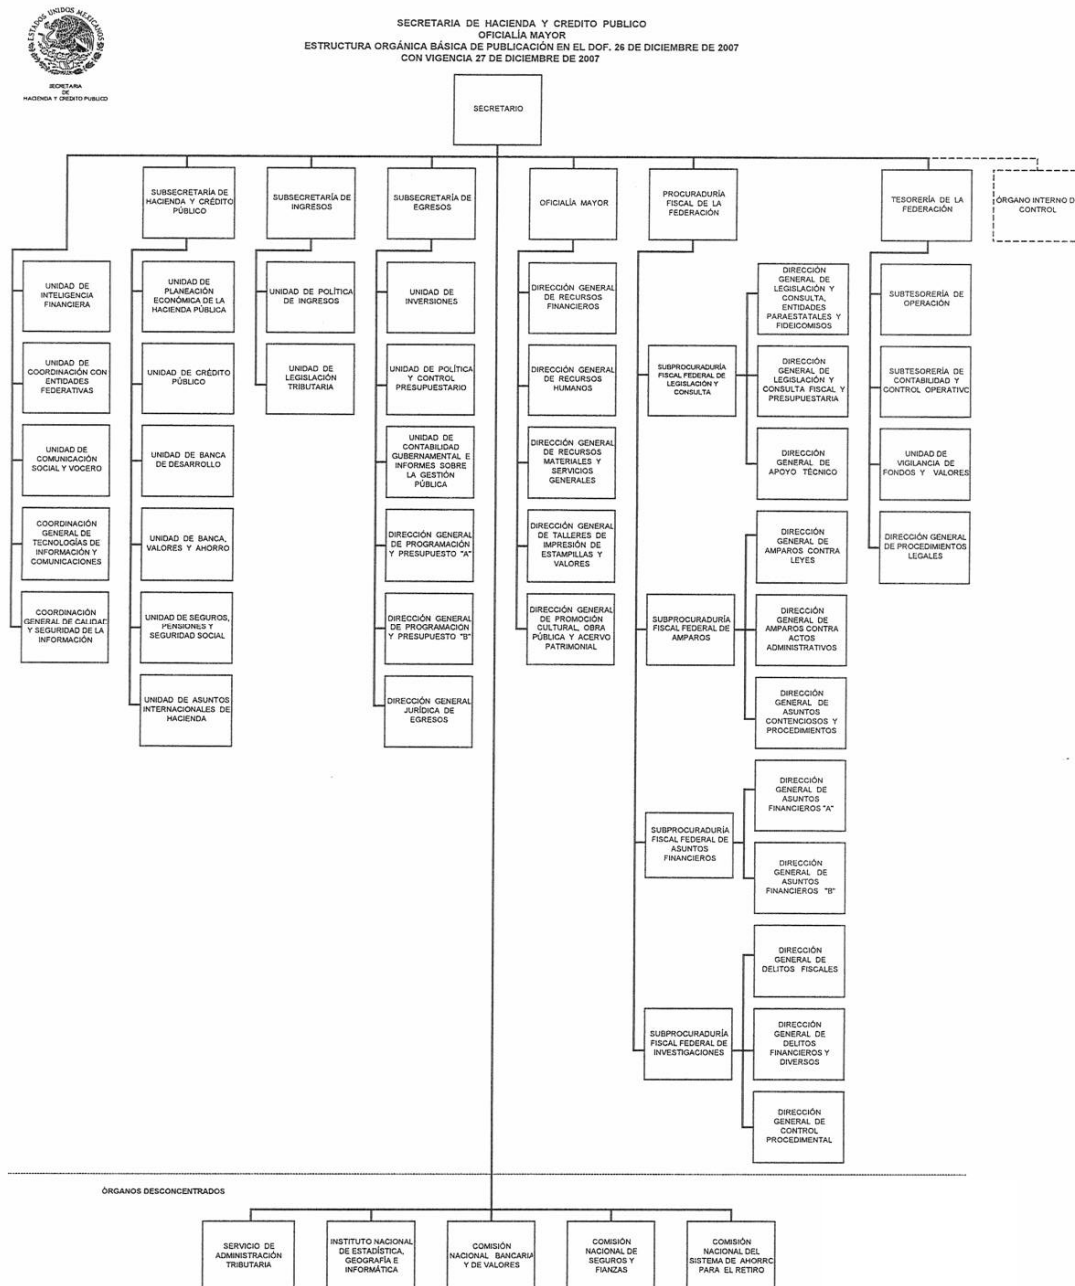 ESTADOS UNIDOS MEXICANOS
SECRETARIA
DE
HACIENDA Y CREDITO PUBLICO
SECRETARIA DE HACIENDA Y CREDITO PUBLICO
OFICIALÍA MAYOR
ESTRUCTURA ORGÁNICA BÁSICA DE PUBLICACIÓN EN EL DOF. 26 DE DICIEMBRE DE 2007
CON VIGENCIA 27 DE DICIEMBRE DE 2007
SECRETARIO
SUBSECRETARÍA DE
HACIENDA Y CRÉDITO
PÚBLICO
SUBSECRETARÍA DE
INGRESOS
SUBSECRETARÍA DE
EGRESOS
OFICIALÍA MAYOR
PROCURADURÍA
FISCAL DE LA
FEDERACIÓN
TESORERÍA DE LA
FEDERACIÓN
ÓRGANO INTERNO D
CONTROL
UNIDAD DE
INTELIGENCIA
FINANCIERA
UNIDAD DE
COORDINACIÓN CON
ENTIDADES
FEDERATIVAS
UNIDAD DE
COMUNICACIÓN
SOCIAL Y VOCERO
COORDINACIÓN
GENERAL DE
TECNOLOGÍAS DE
INFORMACIÓN Y
COMUNICACIONES
COORDINACIÓN
GENERAL DE CALIDAD
Y SEGURIDAD DE LA
INFORMACIÓN
UNIDAD DE
PLANEACIÓN
ECONÓMICA DE LA
HACIENDA PÚBLICA
UNIDAD DE CRÉDITO
PÚBLICO
UNIDAD DE BANCA
DE DESARROLLO
UNIDAD DE BANCA,
VALORES Y AHORRO
UNIDAD DE SEGUROS,
PENSIONES Y
SEGURIDAD SOCIAL
UNIDAD DE ASUNTOS
INTERNACIONALES DE
HACIENDA
UNIDAD DE POLÍTICA
DE INGRESOS
UNIDAD DE
LEGISLACIÓN
TRIBUTARIA
UNIDAD DE
INVERSIONES
UNIDAD DE POLÍTICA
Y CONTROL
PRESUPUESTARIO
UNIDAD DE
CONTABILIDAD
GUBERNAMENTAL E
INFORMES SOBRE
LA GESTIÓN
PÚBLICA
DIRECCIÓN GENERAL
DE PROGRAMACIÓN
Y PRESUPUESTO "A"
DIRECCIÓN GENERAL
DE PROGRAMACIÓN
Y PRESUPUESTO "B"
DIRECCIÓN GENERAL
JURÍDICA DE
EGRESOS
DIRECCIÓN GENERAL
DE RECURSOS
FINANCIEROS
DIRECCIÓN GENERAL
DE RECURSOS
HUMANOS
DIRECCIÓN GENERAL
DE RECURSOS
MATERIALES Y
SERVICIOS
GENERALES
DIRECCIÓN GENERAL
DE TALLERES DE
IMPRESIÓN DE
ESTAMPILLAS Y
VALORES
DIRECCIÓN GENERAL
DE PROMOCIÓN
CULTURAL, OBRA
PÚBLICA Y ACERVO
PATRIMONIAL
SUBPROCURADURÍA
FISCAL FEDERAL DE
LEGISLACIÓN Y
CONSULTA
DIRECCIÓN
GENERAL DE
LEGISLACIÓN Y
CONSULTA,
ENTIDADES
PARAESTATALES Y
FIDEICOMISOS
DIRECCIÓN
GENERAL DE
LEGISLACIÓN Y
CONSULTA FISCAL Y
PRESUPUESTARIA
DIRECCIÓN
GENERAL DE
APOYO TÉCNICO
SUBPROCURADURÍA
FISCAL FEDERAL DE
AMPAROS
DIRECCIÓN
GENERAL DE
AMPAROS CONTRA
LEYES
DIRECCIÓN
GENERAL DE
AMPAROS CONTRA
ACTOS
ADMINISTRATIVOS
DIRECCIÓN
GENERAL DE
ASUNTOS
CONTENCIOSOS Y
PROCEDIMIENTOS
SUBPROCURADURÍA
FISCAL FEDERAL DE
ASUNTOS
FINANCIEROS
DIRECCIÓN
GENERAL DE
ASUNTOS
FINANCIEROS "A"
DIRECCIÓN
GENERAL DE
ASUNTOS
FINANCIEROS "B"
SUBPROCURADURÍA
FISCAL FEDERAL DE
INVESTIGACIONES
DIRECCIÓN
GENERAL DE
DELITOS FISCALES
DIRECCIÓN
GENERAL DE
DELITOS
FINANCIEROS Y
DIVERSOS
DIRECCIÓN
GENERAL DE
CONTROL
PROCEDIMENTAL
SUBTESORERÍA DE
OPERACIÓN
SUBTESORERÍA DE
CONTABILIDAD Y
CONTROL OPERATIVO
UNIDAD DE
VIGILANCIA DE
FONDOS Y VALORES
DIRECCIÓN GENERAL
DE PROCEDIMIENTOS
LEGALES
ÓRGANOS DESCONCENTRADOS
SERVICIO DE
ADMINISTRACIÓN
TRIBUTARIA
INSTITUTO NACIONAL
DE ESTADÍSTICA,
GEOGRAFÍA E
INFORMÁTICA
COMISIÓN
NACIONAL BANCARIA
Y DE VALORES
COMISIÓN
NACIONAL DE
SEGUROS Y
FIANZAS
COMISIÓN
NACIONAL DEL
SISTEMA DE AHORRO
PARA EL RETIRO